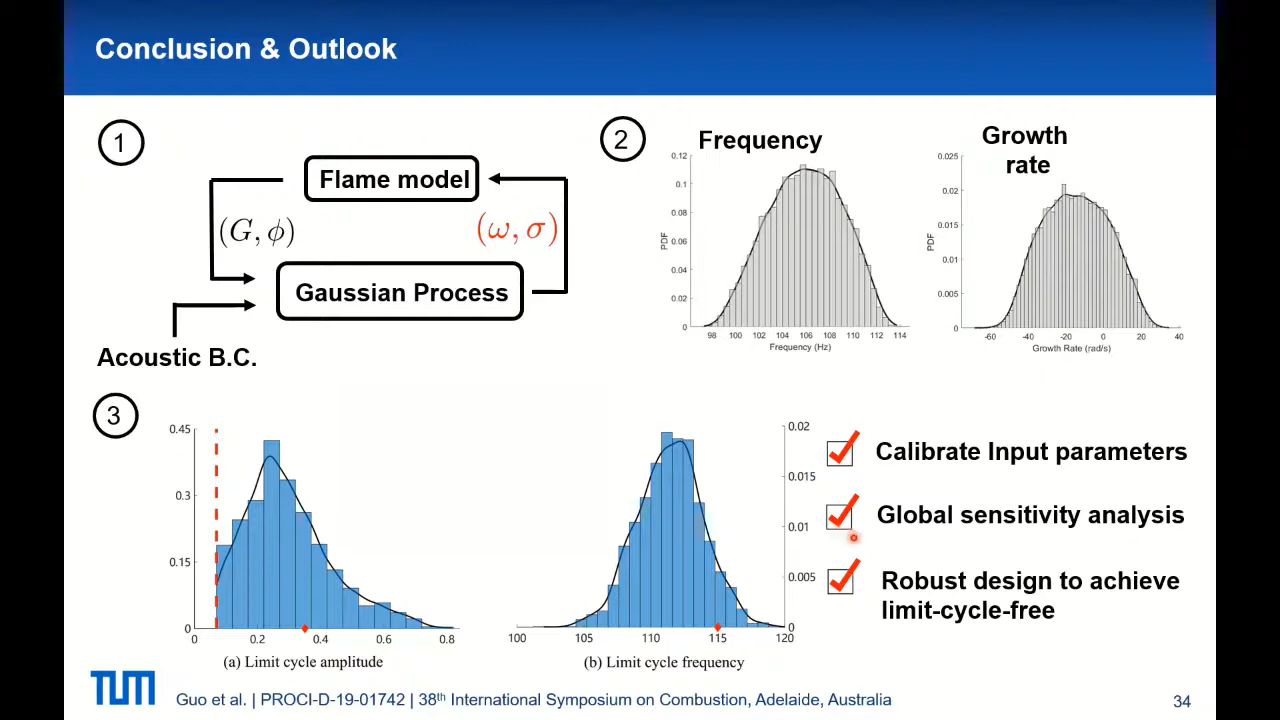 Conclusion & Outlook
1
Flame model
(G, ϕ)
(ω, σ)
Gaussian Process
Acoustic B.C.
2
Frequency
0.12
0.1
0.08
0.06
0.04
0.02
0
PDF
98 100 102 104 106 108 110 112 114
Frequency (Hz)
Growth
rate
0.025
0.02
0.015
0.01
0.005
0
PDF
-60 -40 -20 0 20 40
Growth Rate (rad/s)
3
0.45
0.3
0.15
0
0 0.2 0.4 0.6 0.8
(a) Limit cycle amplitude
0.02
0.015
0.01
0.005
0
100 105 110 115 120
(b) Limit cycle frequency
Calibrate Input parameters
Global sensitivity analysis
Robust design to achieve
limit-cycle-free
TUM
Guo et al. | PROCI-D-19-01742 | 38th International Symposium on Combustion, Adelaide, Australia
34